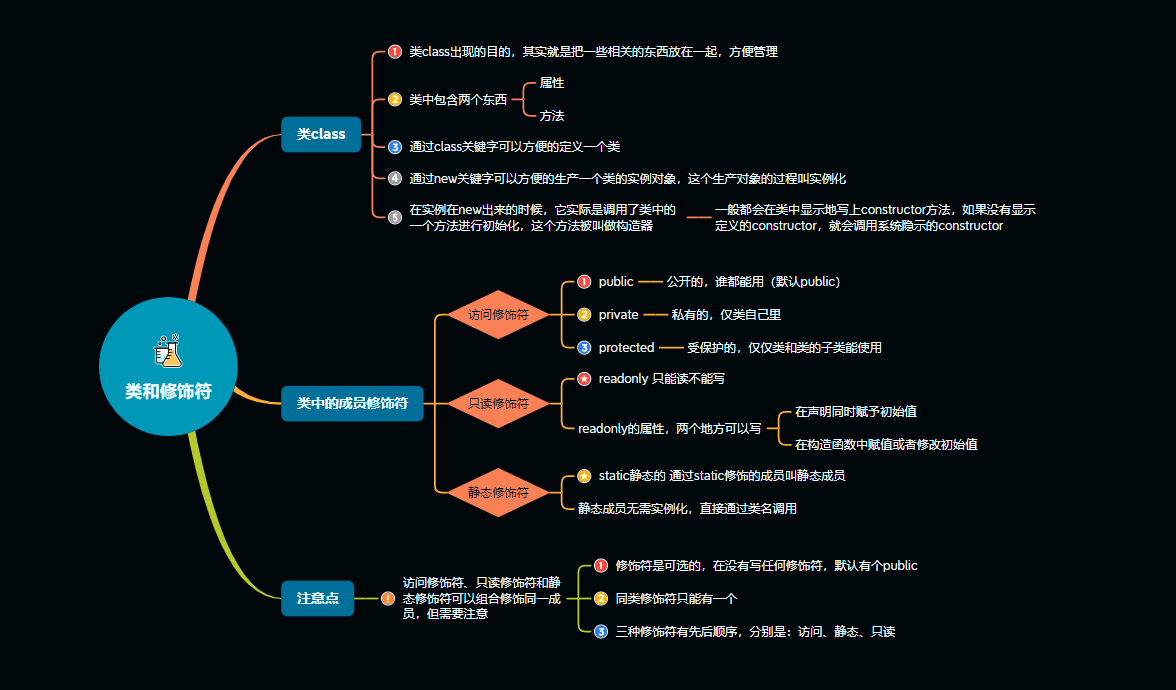 类和修饰符
类class
1 类class出现的目的，其实就是把一些相关的东西放在一起，方便管理
2 类中包含两个东西
属性
方法
3 通过class关键字可以方便的定义一个类
4 通过new关键字可以方便的生产一个类的实例对象，这个生产对象的过程叫实例化
5 在实例在new出来的时候，它实际是调用了类中的
一个方法进行初始化，这个方法被叫做构造器
一般都会在类中显示地写上constructor方法，如果没有显示
定义的constructor，就会调用系统隐示的constructor
类中的成员修饰符
访问修饰符
1 public
公开的，谁都能用（默认public）
2 private
私有的，仅类自己里
3 protected
受保护的，仅仅类和类的子类能使用
只读修饰符
readonly 只能读不能写
readonly的属性，两个地方可以写
在声明同时赋予初始值
在构造函数中赋值或者修改初始值
静态修饰符
static静态的 通过static修饰的成员叫静态成员
静态成员无需实例化，直接通过类名调用
注意点
! 访问修饰符、只读修饰符和静
态修饰符可以组合修饰同一成
员，但需要注意
1 修饰符是可选的，在没有写任何修饰符，默认有个public
2 同类修饰符只能有一个
3 三种修饰符有先后顺序，分别是：访问、静态、只读